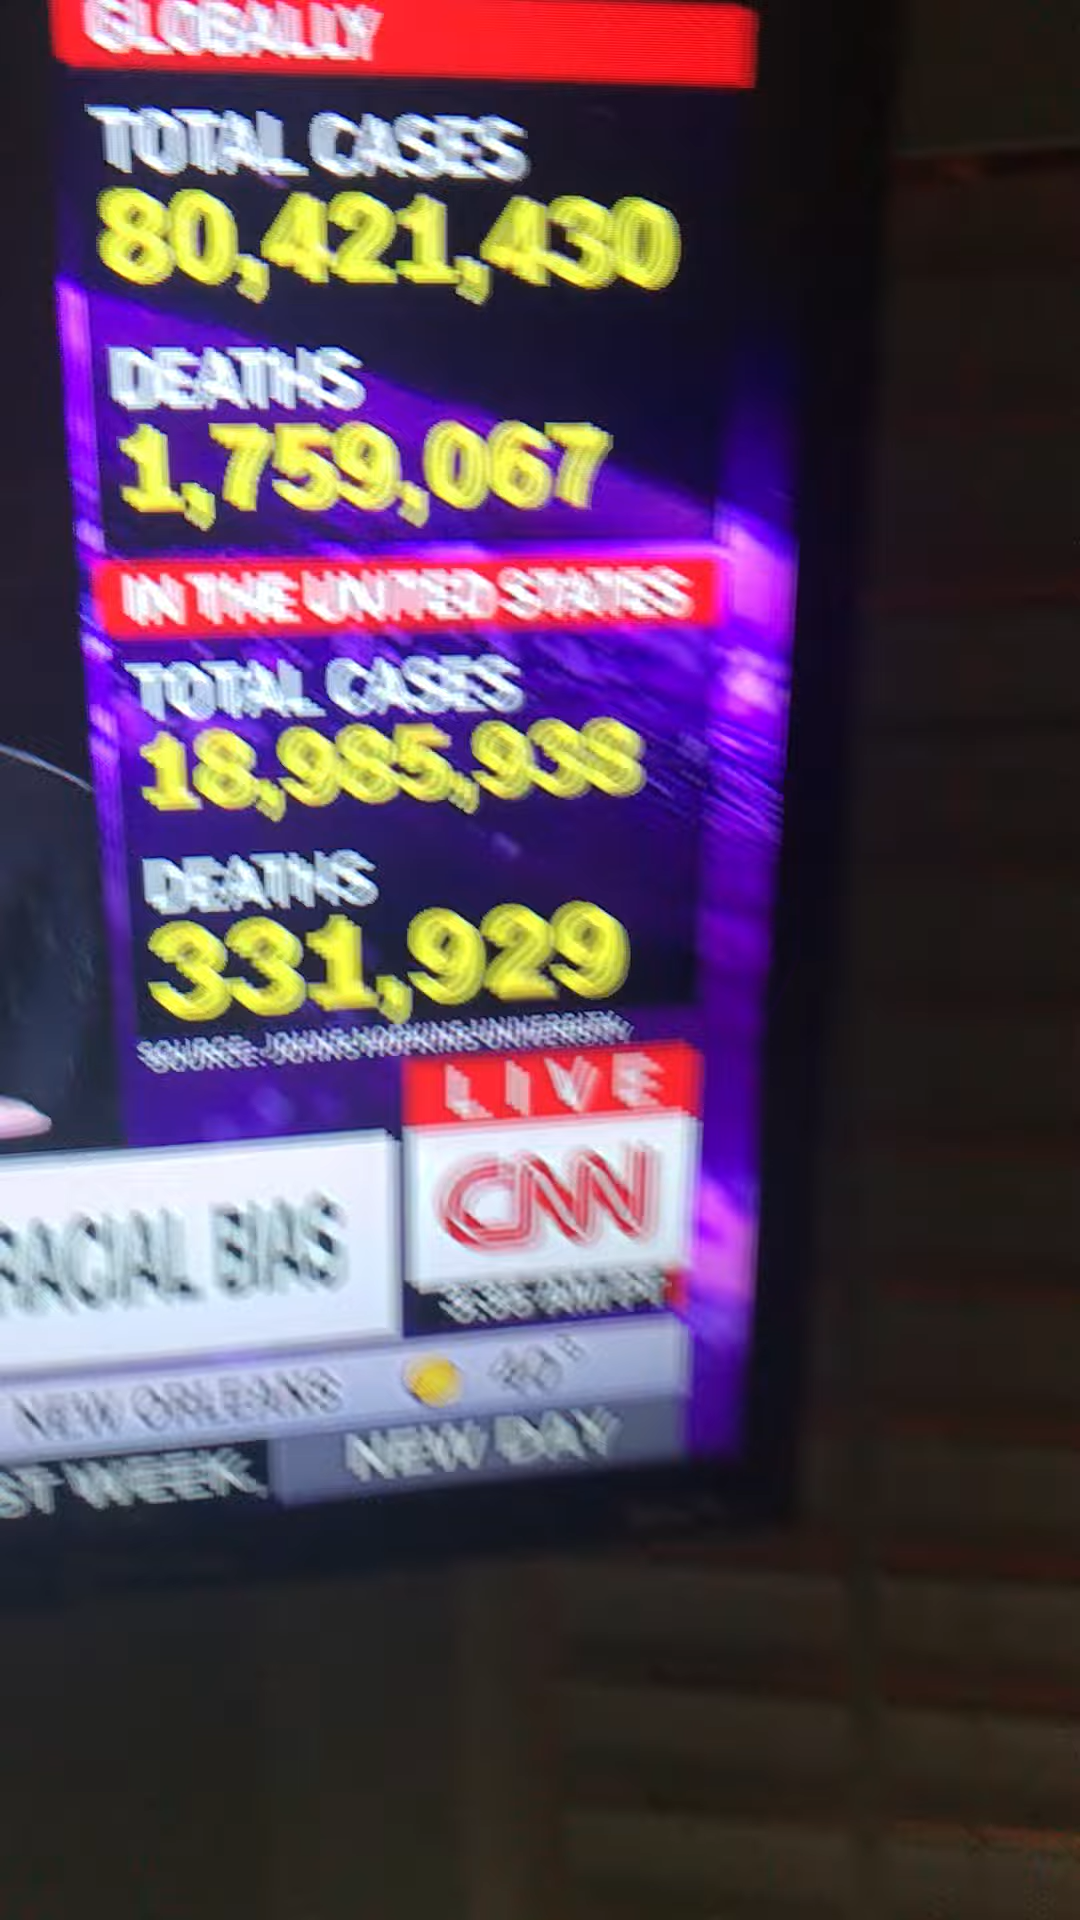 GLOBALLY
TOTAL CASES
80,421,430
DEATHS
1,759,067
IN THE UNITED STATES
TOTAL CASES
18,985,938
DEATHS
331,929
SOURCE: JOHNS HOPKINS UNIVERSITY
LIVE
CNN
RACIAL BIAS
NEW ORLEANS
ST WEEK,
NEW DAY